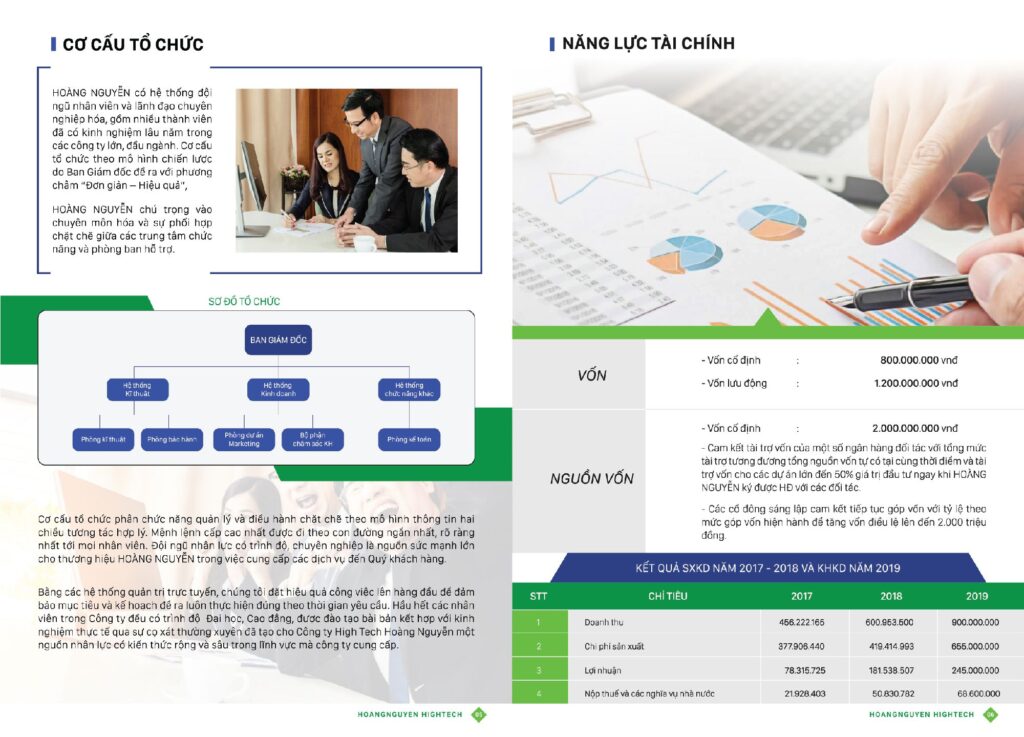 CƠ CẤU TỔ CHỨC
HOÀNG NGUYỄN có hệ thống đội
ngũ nhân viên và lãnh đạo chuyên
nghiệp hóa, gồm nhiều thành viên
đã có kinh nghiệm lâu năm trong
các công ty lớn, đầu ngành. Cơ cấu
tổ chức theo mô hình chiến lược
do Ban Giám đốc đề ra với phương
châm “Đơn giản – Hiệu quả”,
HOÀNG NGUYỄN chú trọng vào
chuyên môn hóa và sự phối hợp
chặt chẽ giữa các trung tâm chức
năng và phòng ban hỗ trợ.
SƠ ĐỒ TỔ CHỨC
BAN GIÁM ĐỐC
Hệ thống
Kĩ thuật
Hệ thống
Kinh doanh
Hệ thống
chức năng khác
Phòng kĩ thuật
Phòng bảo hành
Phòng dự án
Marketing
Bộ phận
chăm sóc KH
Phòng kế toán
Cơ cấu tổ chức phân chức năng quản lý và điều hành chặt chẽ theo mô hình thông tin hai
chiều tương tác hợp lý. Mệnh lệnh cấp cao nhất được đi theo con đường ngắn nhất, rõ ràng
nhất tới mọi nhân viên. Đội ngũ nhân lực có trình độ, chuyên nghiệp là nguồn sức mạnh lớn
cho thương hiệu HOÀNG NGUYỄN trong việc cung cấp các dịch vụ đến Quý khách hàng.
Bằng các hệ thống quản trị trực tuyến, chúng tôi đặt hiệu quả công việc lên hàng đầu để đảm
bảo mục tiêu và kế hoạch đề ra luôn thực hiện đúng theo thời gian yêu cầu. Hầu hết các nhân
viên trong Công ty đều có trình độ Đại học, Cao đẳng, được đào tạo bài bản kết hợp với kinh
nghiệm thực tế qua sự cọ xát thường xuyên đã tạo cho Công ty High Tech Hoàng Nguyễn một
nguồn nhân lực có kiến thức rộng và sâu trong lĩnh vực mà công ty cung cấp.
HOANGNGUYEN HIGHTECH 05
NĂNG LỰC TÀI CHÍNH
VỐN
- Vốn cố định : 800.000.000 vnđ
- Vốn lưu động : 1.200.000.000 vnđ
NGUỒN VỐN
- Vốn cố định : 2.000.000.000 vnđ
- Cam kết tài trợ vốn của một số ngân hàng đối tác với tổng mức
tài trợ tương đương tổng nguồn vốn tự có tại cùng thời điểm và tài
trợ vốn cho các dự án lớn đến 50% giá trị đầu tư ngay khi HOÀNG
NGUYỄN ký được HĐ với các đối tác.
- Các cổ đông sáng lập cam kết tiếp tục góp vốn với tỷ lệ theo
mức góp vốn hiện hành để tăng vốn điều lệ lên đến 2.000 triệu
đồng.
KẾT QUẢ SXKD NĂM 2017 - 2018 VÀ KHKD NĂM 2019
STT CHỈ TIÊU 2017 2018 2019
1 Doanh thu 456.222.165 600.953.500 900.000.000
2 Chi phí sản xuất 377.906.440 419.414.993 655.000.000
3 Lợi nhuận 78.315.725 181.538.507 245.000.000
4 Nộp thuế và các nghĩa vụ nhà nước 21.928.403 50.830.782 68.600.000
HOANGNGUYEN HIGHTECH 06